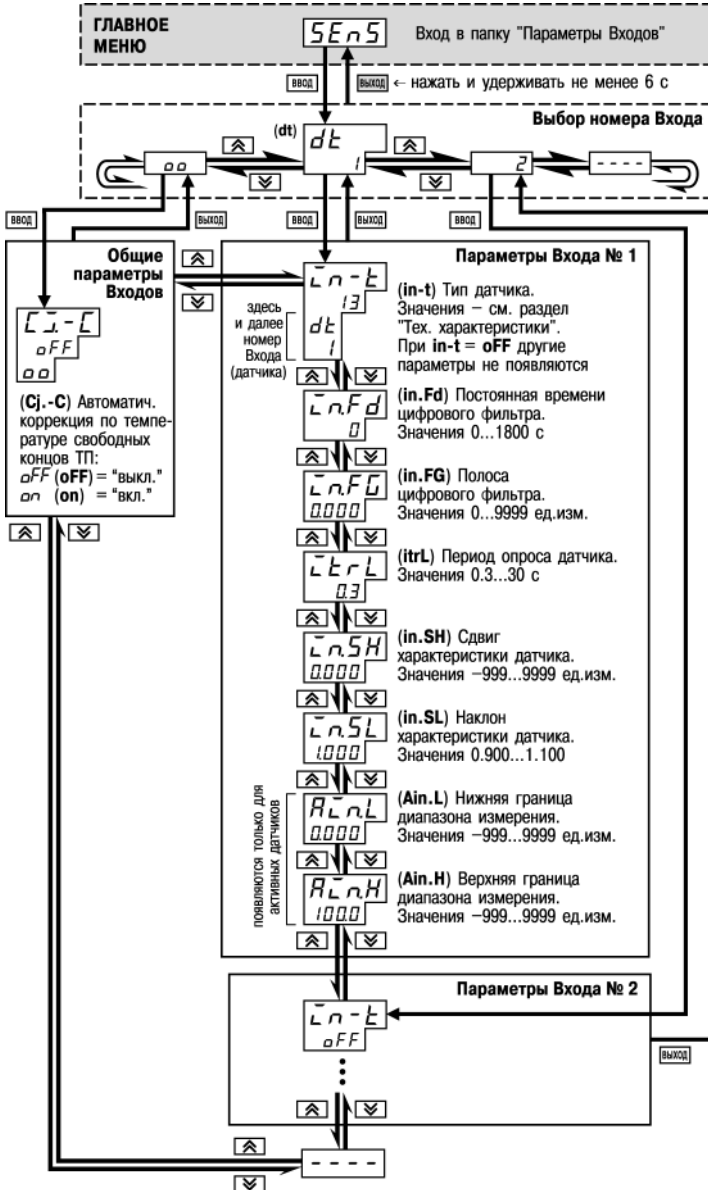 ГЛАВНОЕ
МЕНЮ
SEnS
Вход в папку "Параметры Входов"
ввод
выход ← нажать и удерживать не менее 6 с
Выбор номера Входа
(dt)
dt
1
oo
2
- - - -
ввод
выход
ввод
выход
ввод
Общие
параметры
Входов
CJ.-C
oFF
oo
(Cj.-C) Автоматич.
коррекция по темпе-
ратуре свободных
концов ТП:
oFF (oFF) = "выкл."
on (on) = "вкл."
Параметры Входа № 1
in-t
13
dt
1
здесь
и далее
номер
Входа
(датчика)
(in-t) Тип датчика.
Значения – см. раздел
"Тех. характеристики".
При in-t = oFF другие
параметры не появляются
in.Fd
0
(in.Fd) Постоянная времени
цифрового фильтра.
Значения 0...1800 с
in.FG
0.000
(in.FG) Полоса
цифрового фильтра.
Значения 0...9999 ед.изм.
itrL
0.3
(itrL) Период опроса датчика.
Значения 0.3...30 с
in.SH
0.000
(in.SH) Сдвиг
характеристики датчика.
Значения –999...9999 ед.изм.
in.SL
1.000
(in.SL) Наклон
характеристики датчика.
Значения 0.900...1.100
появляются только для
активных датчиков
Ain.L
0.000
(Ain.L) Нижняя граница
диапазона измерения.
Значения –999...9999 ед.изм.
Ain.H
100.0
(Ain.H) Верхняя граница
диапазона измерения.
Значения –999...9999 ед.изм.
Параметры Входа № 2
in-t
oFF
выход
- - - -